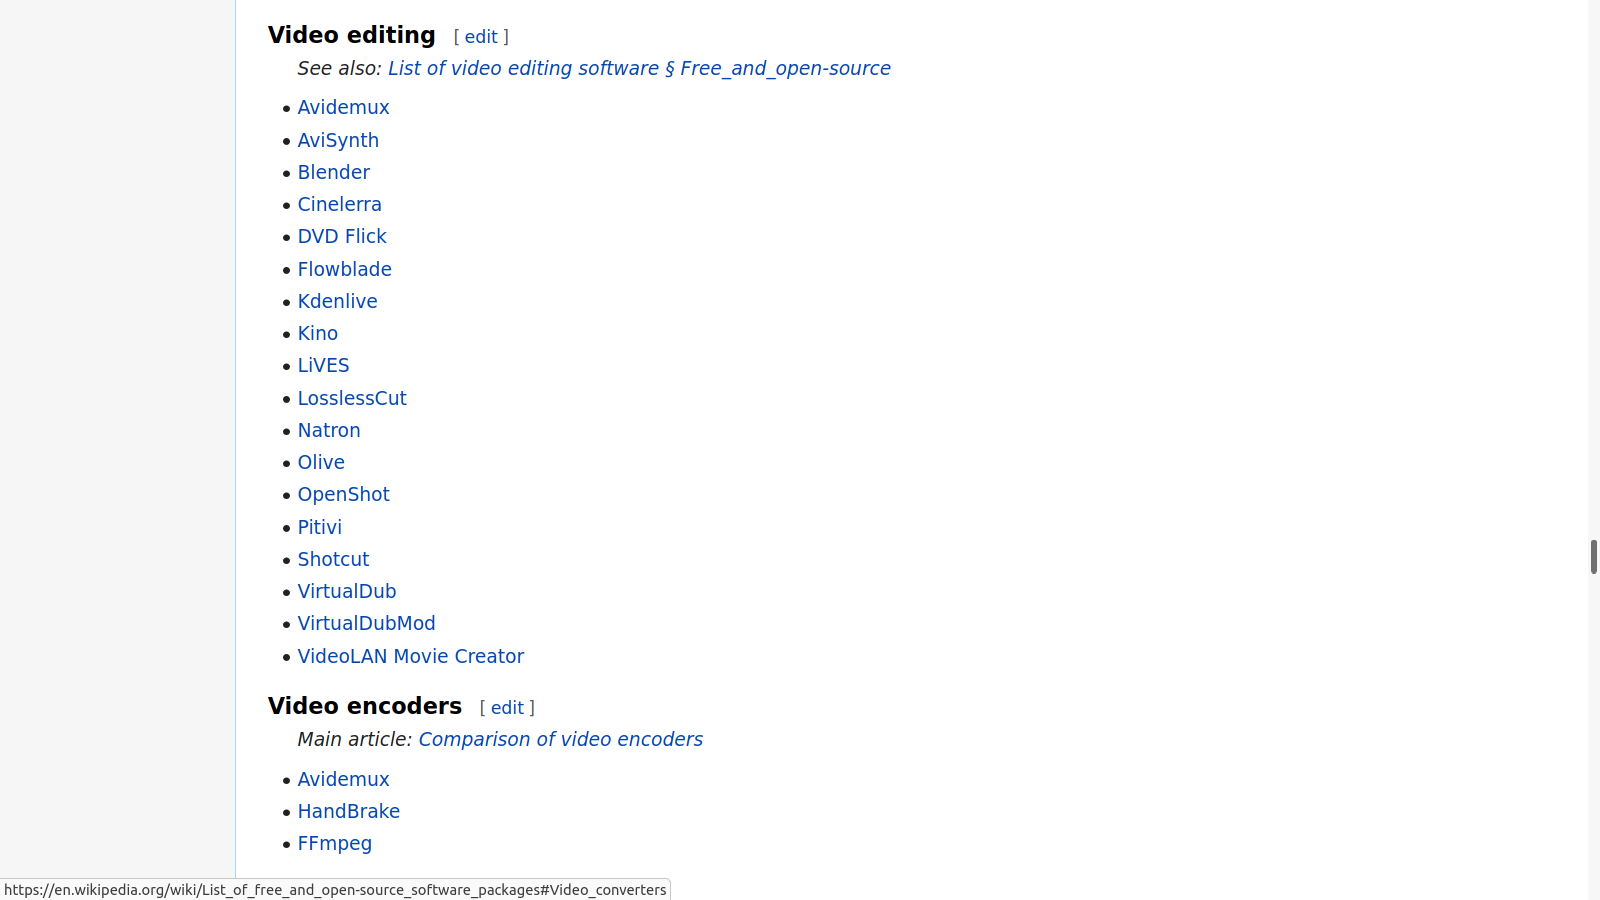 Video editing [ edit ]
See also: List of video editing software § Free_and_open-source
• Avidemux
• AviSynth
• Blender
• Cinelerra
• DVD Flick
• Flowblade
• Kdenlive
• Kino
• LiVES
• LosslessCut
• Natron
• Olive
• OpenShot
• Pitivi
• Shotcut
• VirtualDub
• VirtualDubMod
• VideoLAN Movie Creator
Video encoders [ edit ]
Main article: Comparison of video encoders
• Avidemux
• HandBrake
• FFmpeg
https://en.wikipedia.org/wiki/List_of_free_and_open-source_software_packages#Video_converters